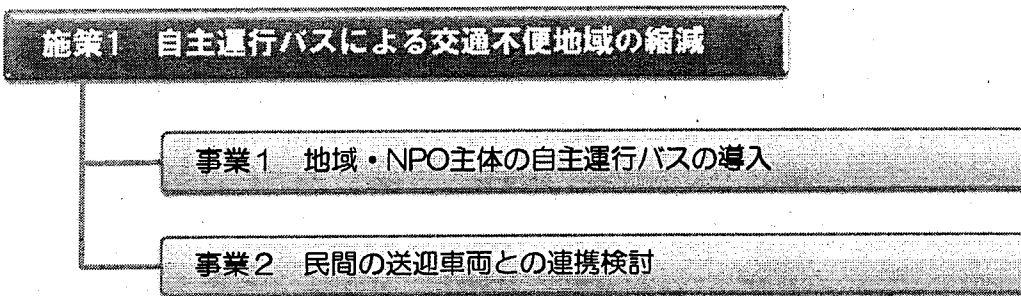 施策1　自主運行バスによる交通不便地域の縮減
事業1　地域・NPO主体の自主運行バスの導入
事業2　民間の送迎車両との連携検討